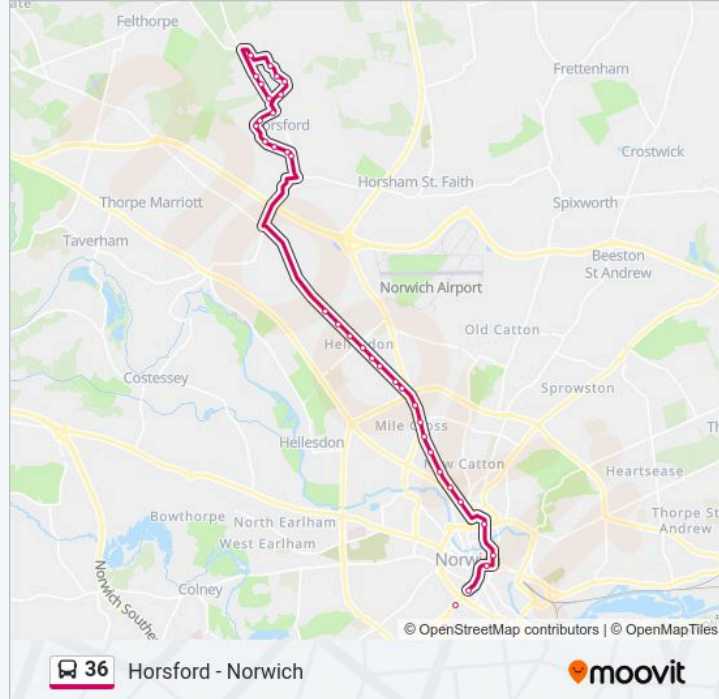 Felthorpe
Frettenham
orsford
Crostwick
Horsham St. Faith
Thorpe Marriott
Spixworth
Taverham
Beeston
St Andrew
Norwich Airport
Old Catton
Hellesdon
Costessey
Sprowston
Mile Cross
Hellesdon
New Catton
Heartsease
Bowthorpe
North Earlham
Thorpe St
Andrew
West Earlham
Norwi
Colney
Norwich Southe
© OpenStreetMap contributors | © OpenMapTiles
36 Horsford - Norwich
moovit